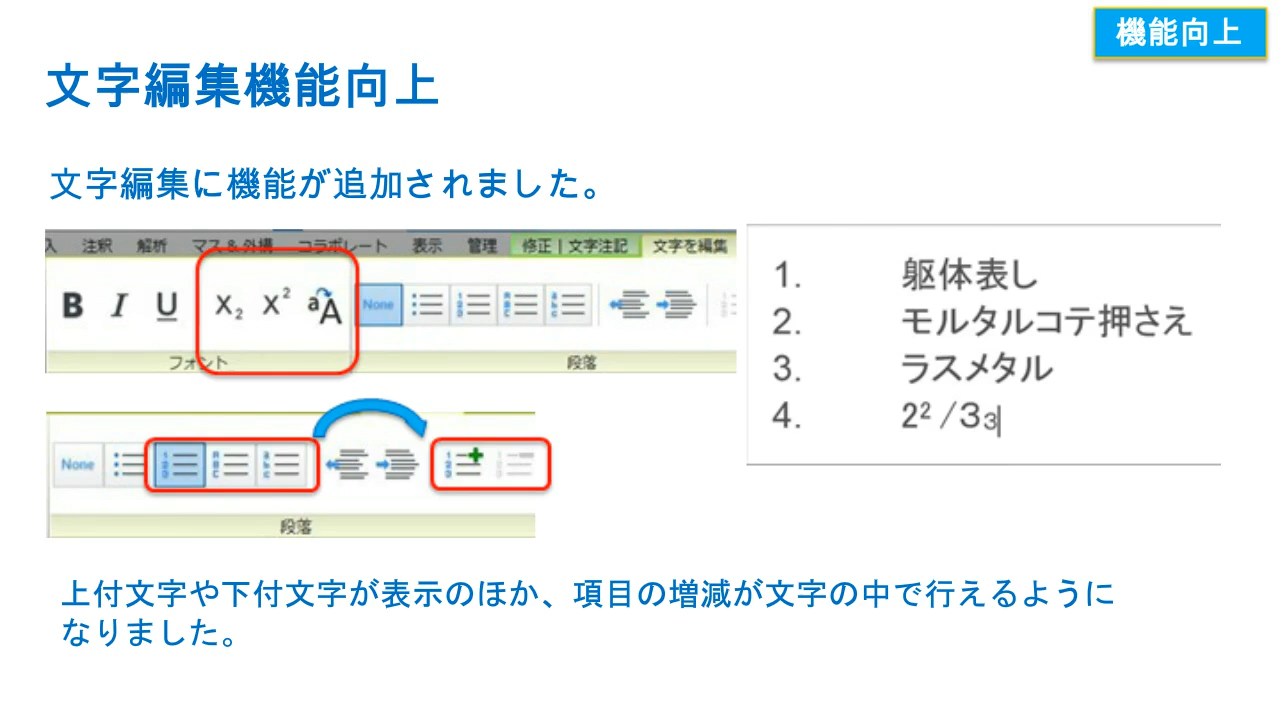 機能向上
文字編集機能向上
文字編集に機能が追加されました。
入 注釈 解析 マス & 外構 コラボレート 表示 管理 修正 | 文字注記 文字を編集
B I U X₂ X² aA None
フォント 段落
1. 躯体表し
2. モルタルコテ押さえ
3. ラスメタル
4. 2² /3₃
None
段落
上付文字や下付文字が表示のほか、項目の増減が文字の中で行えるように
なりました。